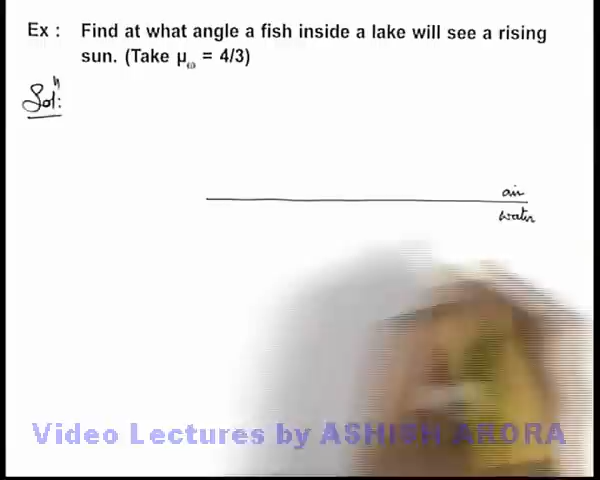 Ex : Find at what angle a fish inside a lake will see a rising
sun. (Take μω = 4/3)
Solⁿ:
air
water
Video Lectures by ASHISH ARORA